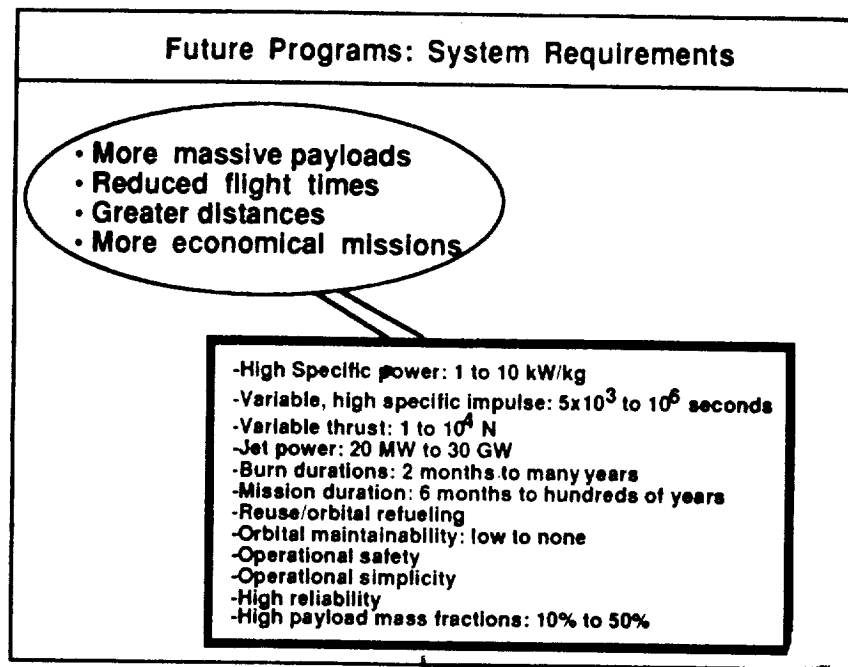 Future Programs: System Requirements
• More massive payloads
• Reduced flight times
• Greater distances
• More economical missions
-High Specific power: 1 to 10 kW/kg
-Variable, high specific impulse: 5x10³ to 10⁶ seconds
-Variable thrust: 1 to 10⁴ N
-Jet power: 20 MW to 30 GW
-Burn durations: 2 months to many years
-Mission duration: 6 months to hundreds of years
-Reuse/orbital refueling
-Orbital maintainability: low to none
-Operational safety
-Operational simplicity
-High reliability
-High payload mass fractions: 10% to 50%